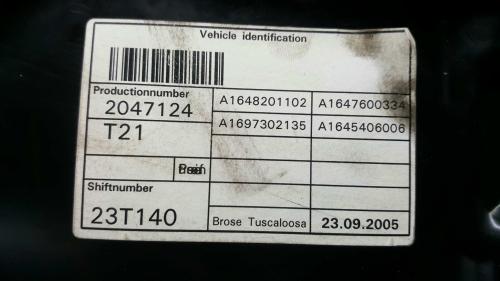 Vehicle identification
Productionnumber
2047124
A1648201102 A1647600334
T21
A1697302135 A1645406006
Shiftnumber
23T140
Brose Tuscaloosa 23.09.2005